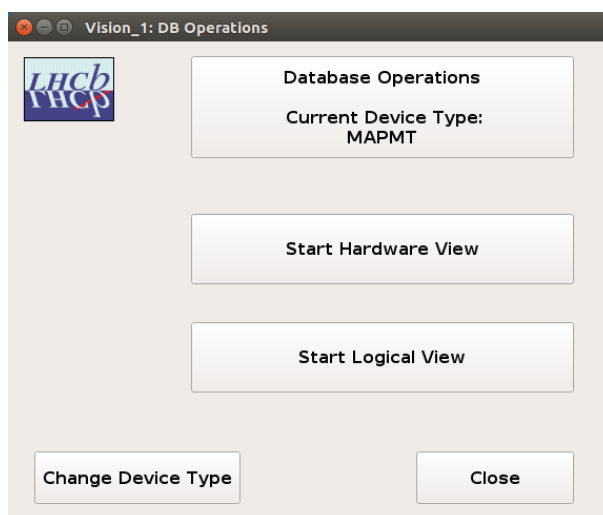 Vision_1: DB Operations
LHCb
LHCb
Database Operations
Current Device Type:
MAPMT
Start Hardware View
Start Logical View
Change Device Type
Close